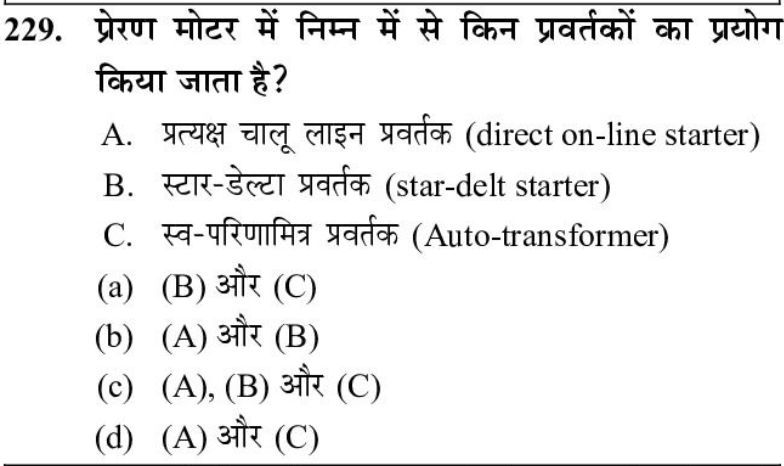 229. प्रेरण मोटर में निम्न में से किन प्रवर्तकों का प्रयोग
किया जाता है?
A. प्रत्यक्ष चालू लाइन प्रवर्तक (direct on-line starter)
B. स्टार-डेल्टा प्रवर्तक (star-delt starter)
C. स्व-परिणामित्र प्रवर्तक (Auto-transformer)
(a) (B) और (C)
(b) (A) और (B)
(c) (A), (B) और (C)
(d) (A) और (C)